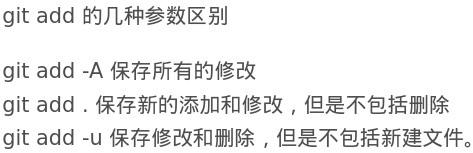 git add 的几种参数区别
git add -A 保存所有的修改
git add . 保存新的添加和修改，但是不包括删除
git add -u 保存修改和删除，但是不包括新建文件。